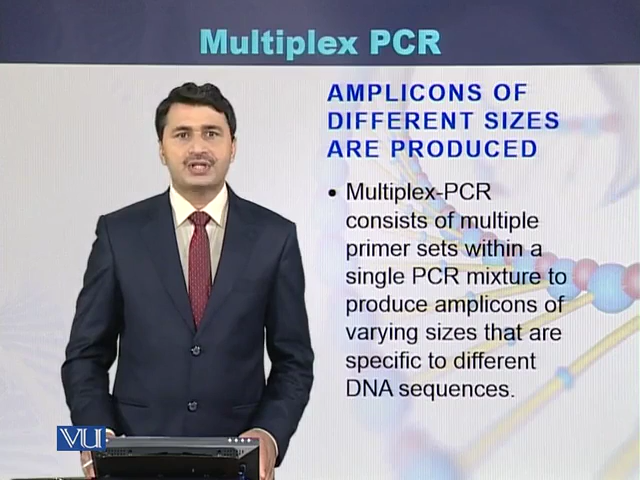 Multiplex PCR
AMPLICONS OF
DIFFERENT SIZES
ARE PRODUCED
• Multiplex-PCR
consists of multiple
primer sets within a
single PCR mixture to
produce amplicons of
varying sizes that are
specific to different
DNA sequences.
VU